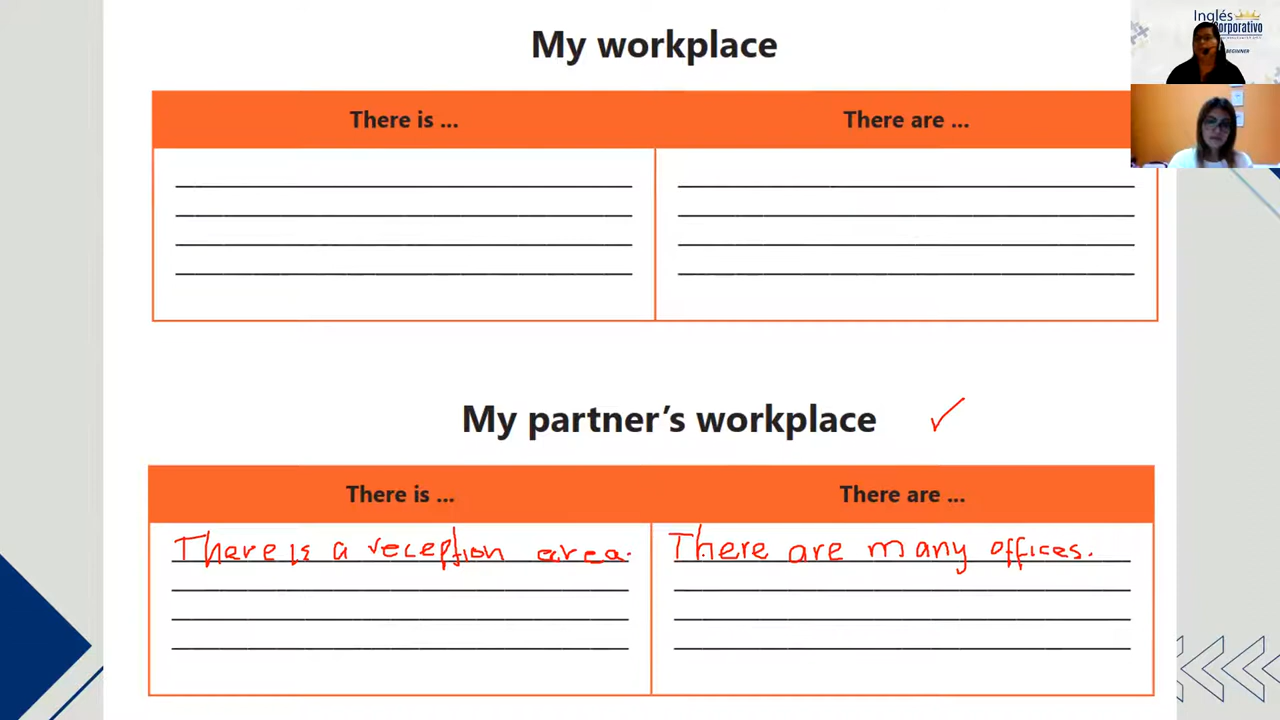 Inglés
Corporativo
BEGINNER
My workplace
There is ...
There are ...
My partner's workplace ✓
There is ...
There are ...
There is a reception area.
There are many offices.